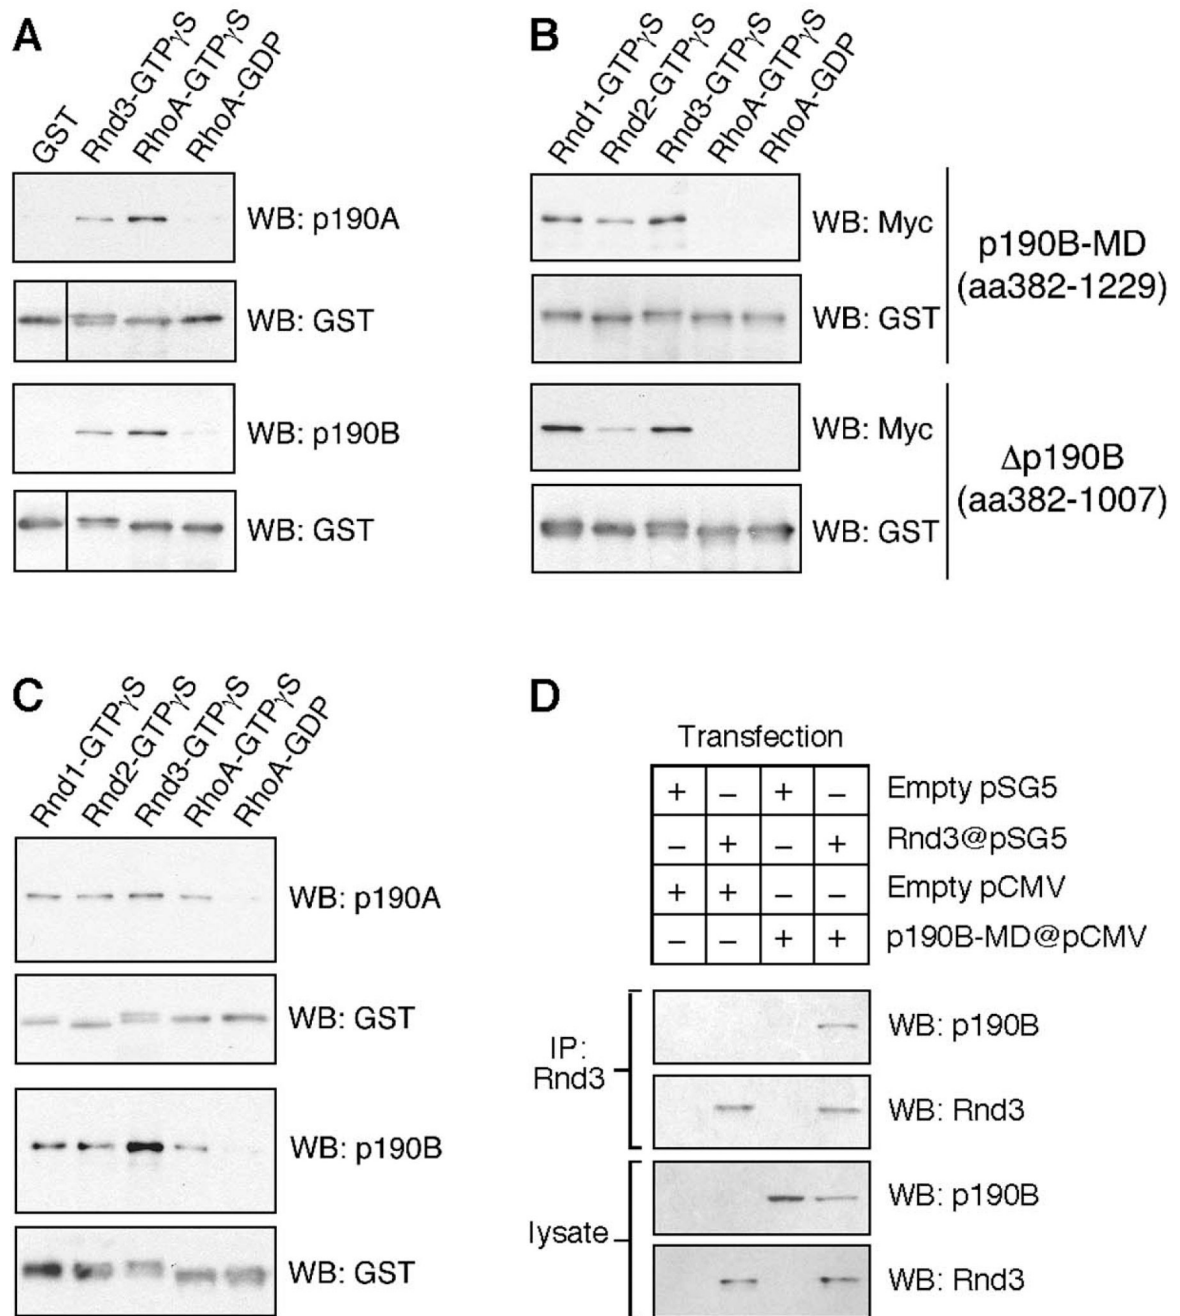 A
GST
Rnd3-GTPγS
RhoA-GTPγS
RhoA-GDP
WB: p190A
WB: GST
WB: p190B
WB: GST
B
Rnd1-GTPγS
Rnd2-GTPγS
Rnd3-GTPγS
RhoA-GTPγS
RhoA-GDP
WB: Myc
WB: GST
p190B-MD
(aa382-1229)
WB: Myc
WB: GST
Δp190B
(aa382-1007)
C
Rnd1-GTPγS
Rnd2-GTPγS
Rnd3-GTPγS
RhoA-GTPγS
RhoA-GDP
WB: p190A
WB: GST
WB: p190B
WB: GST
D
Transfection
+ – + – Empty pSG5
– + – + Rnd3@pSG5
+ + – – Empty pCMV
– – + + p190B-MD@pCMV
IP:
Rnd3
WB: p190B
WB: Rnd3
lysate
WB: p190B
WB: Rnd3